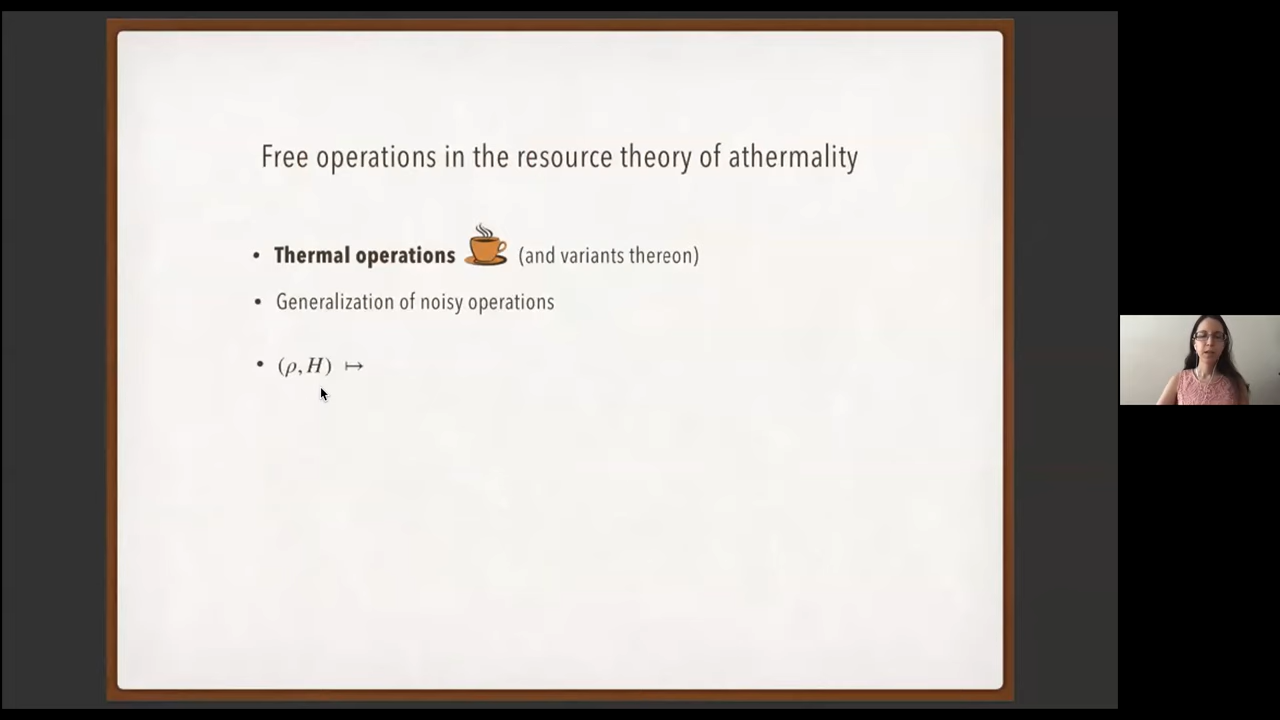 Free operations in the resource theory of athermality
• Thermal operations (and variants thereon)
• Generalization of noisy operations
• (ρ, H) ↦